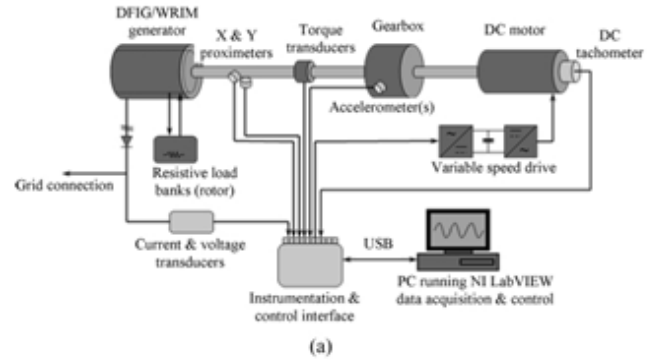 DFIG/WRIM
generator
X & Y
proximeters
Torque
transducers
Gearbox
DC motor
DC
tachometer
Accelerometer(s)
Variable speed drive
Resistive load
banks (rotor)
Grid connection
Current & voltage
transducers
USB
Instrumentation &
control interface
PC running NI LabVIEW
data acquisition & control
(a)